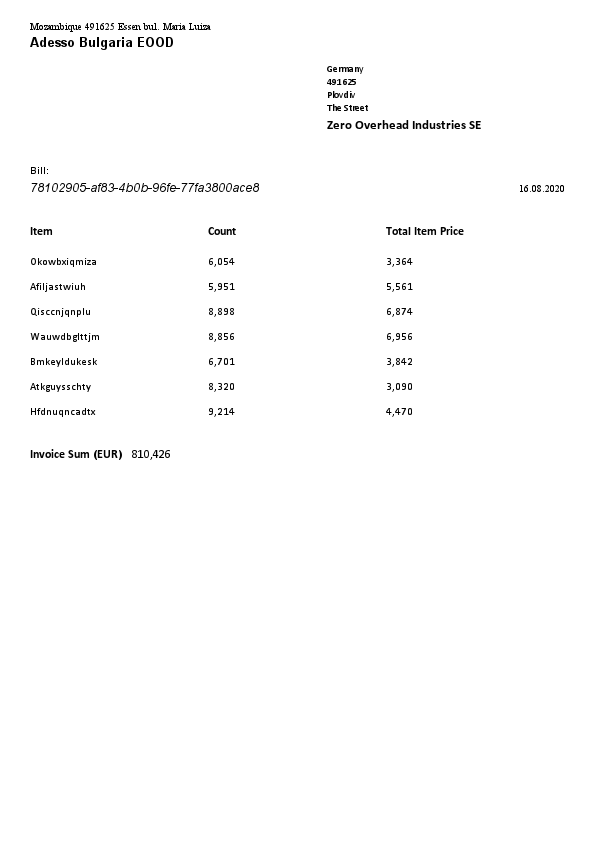 Mozambique 491625 Essen bul. Maria Luiza
Adesso Bulgaria EOOD
Germany
491625
Plovdiv
The Street
Zero Overhead Industries SE
Bill:
78102905-af83-4b0b-96fe-77fa3800ace8 16.08.2020
Item Count Total Item Price
Okowbxiqmiza 6,054 3,364
Afiljastwiuh 5,951 5,561
Qisccnjqnplu 8,898 6,874
Wauwdbglttjm 8,856 6,956
Bmkeyldukesk 6,701 3,842
Atkguysschty 8,320 3,090
Hfdnuqncadtx 9,214 4,470
Invoice Sum (EUR) 810,426